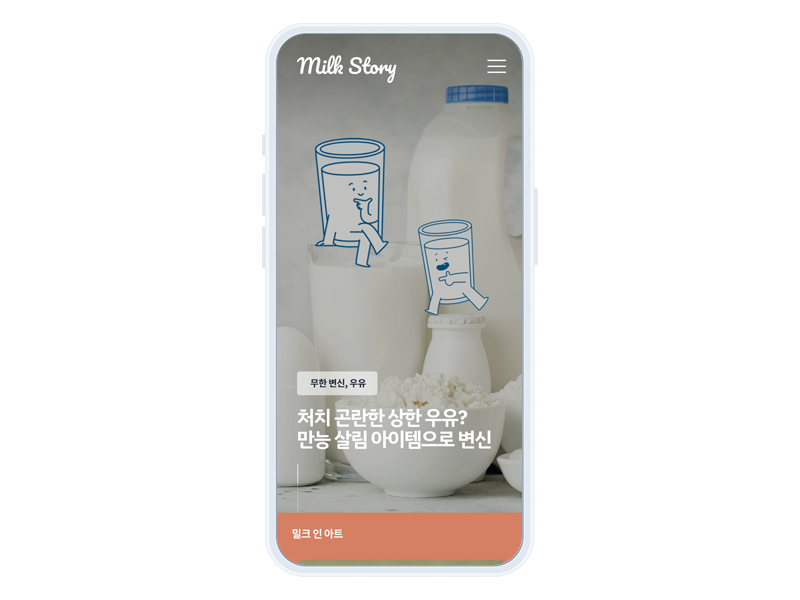 Milk Story
무한 변신, 우유
처치 곤란한 상한 우유?
만능 살림 아이템으로 변신
밀크 인 아트